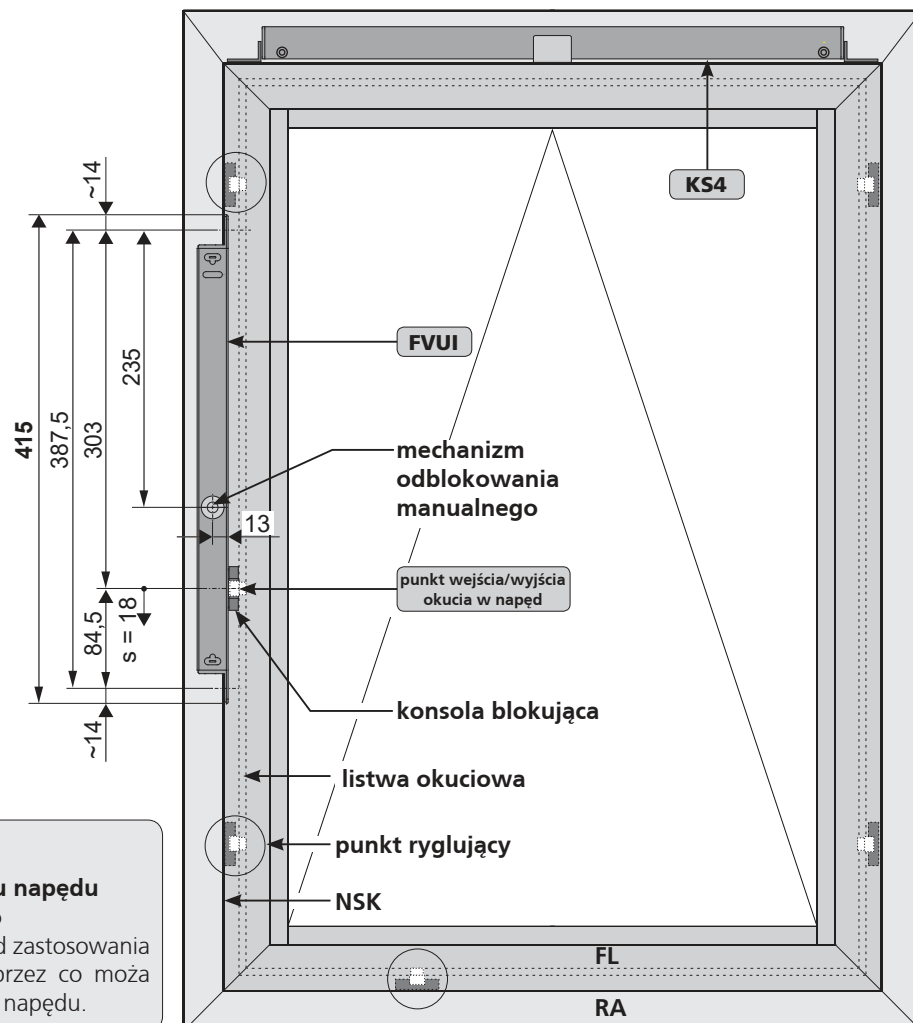 KS4
~14
FVUI
415
387,5
303
235
mechanizm
odblokowania
manualnego
13
punkt wejścia/wyjścia
okucia w napęd
84,5
s = 18
konsola blokująca
~14
listwa okuciowa
punkt ryglujący
NSK
u napędu
d zastosowania
przez co moża
napędu.
FL
RA